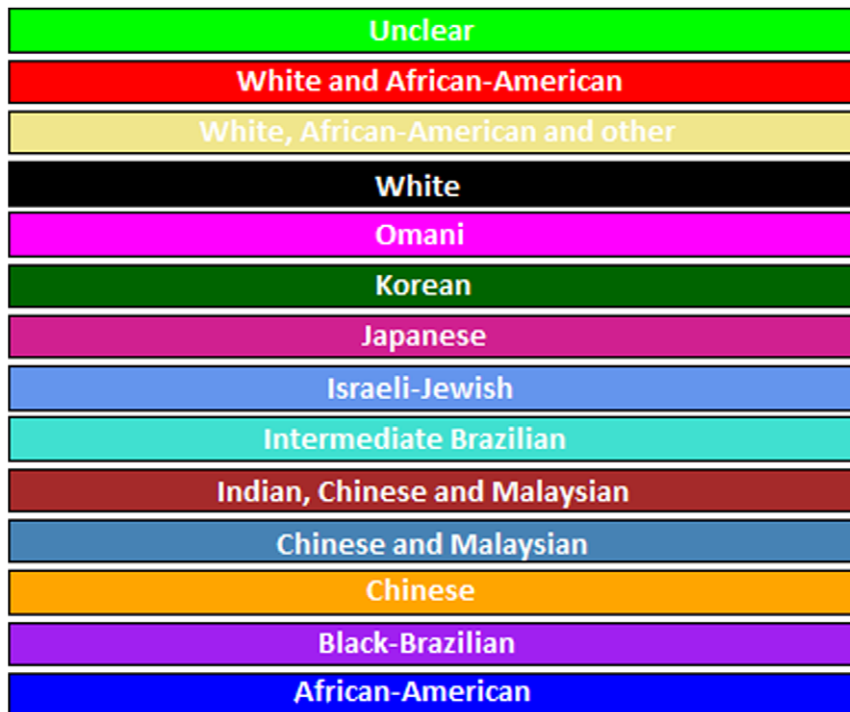 Unclear
White and African-American
White, African-American and other
White
Omani
Korean
Japanese
Israeli-Jewish
Intermediate Brazilian
Indian, Chinese and Malaysian
Chinese and Malaysian
Chinese
Black-Brazilian
African-American